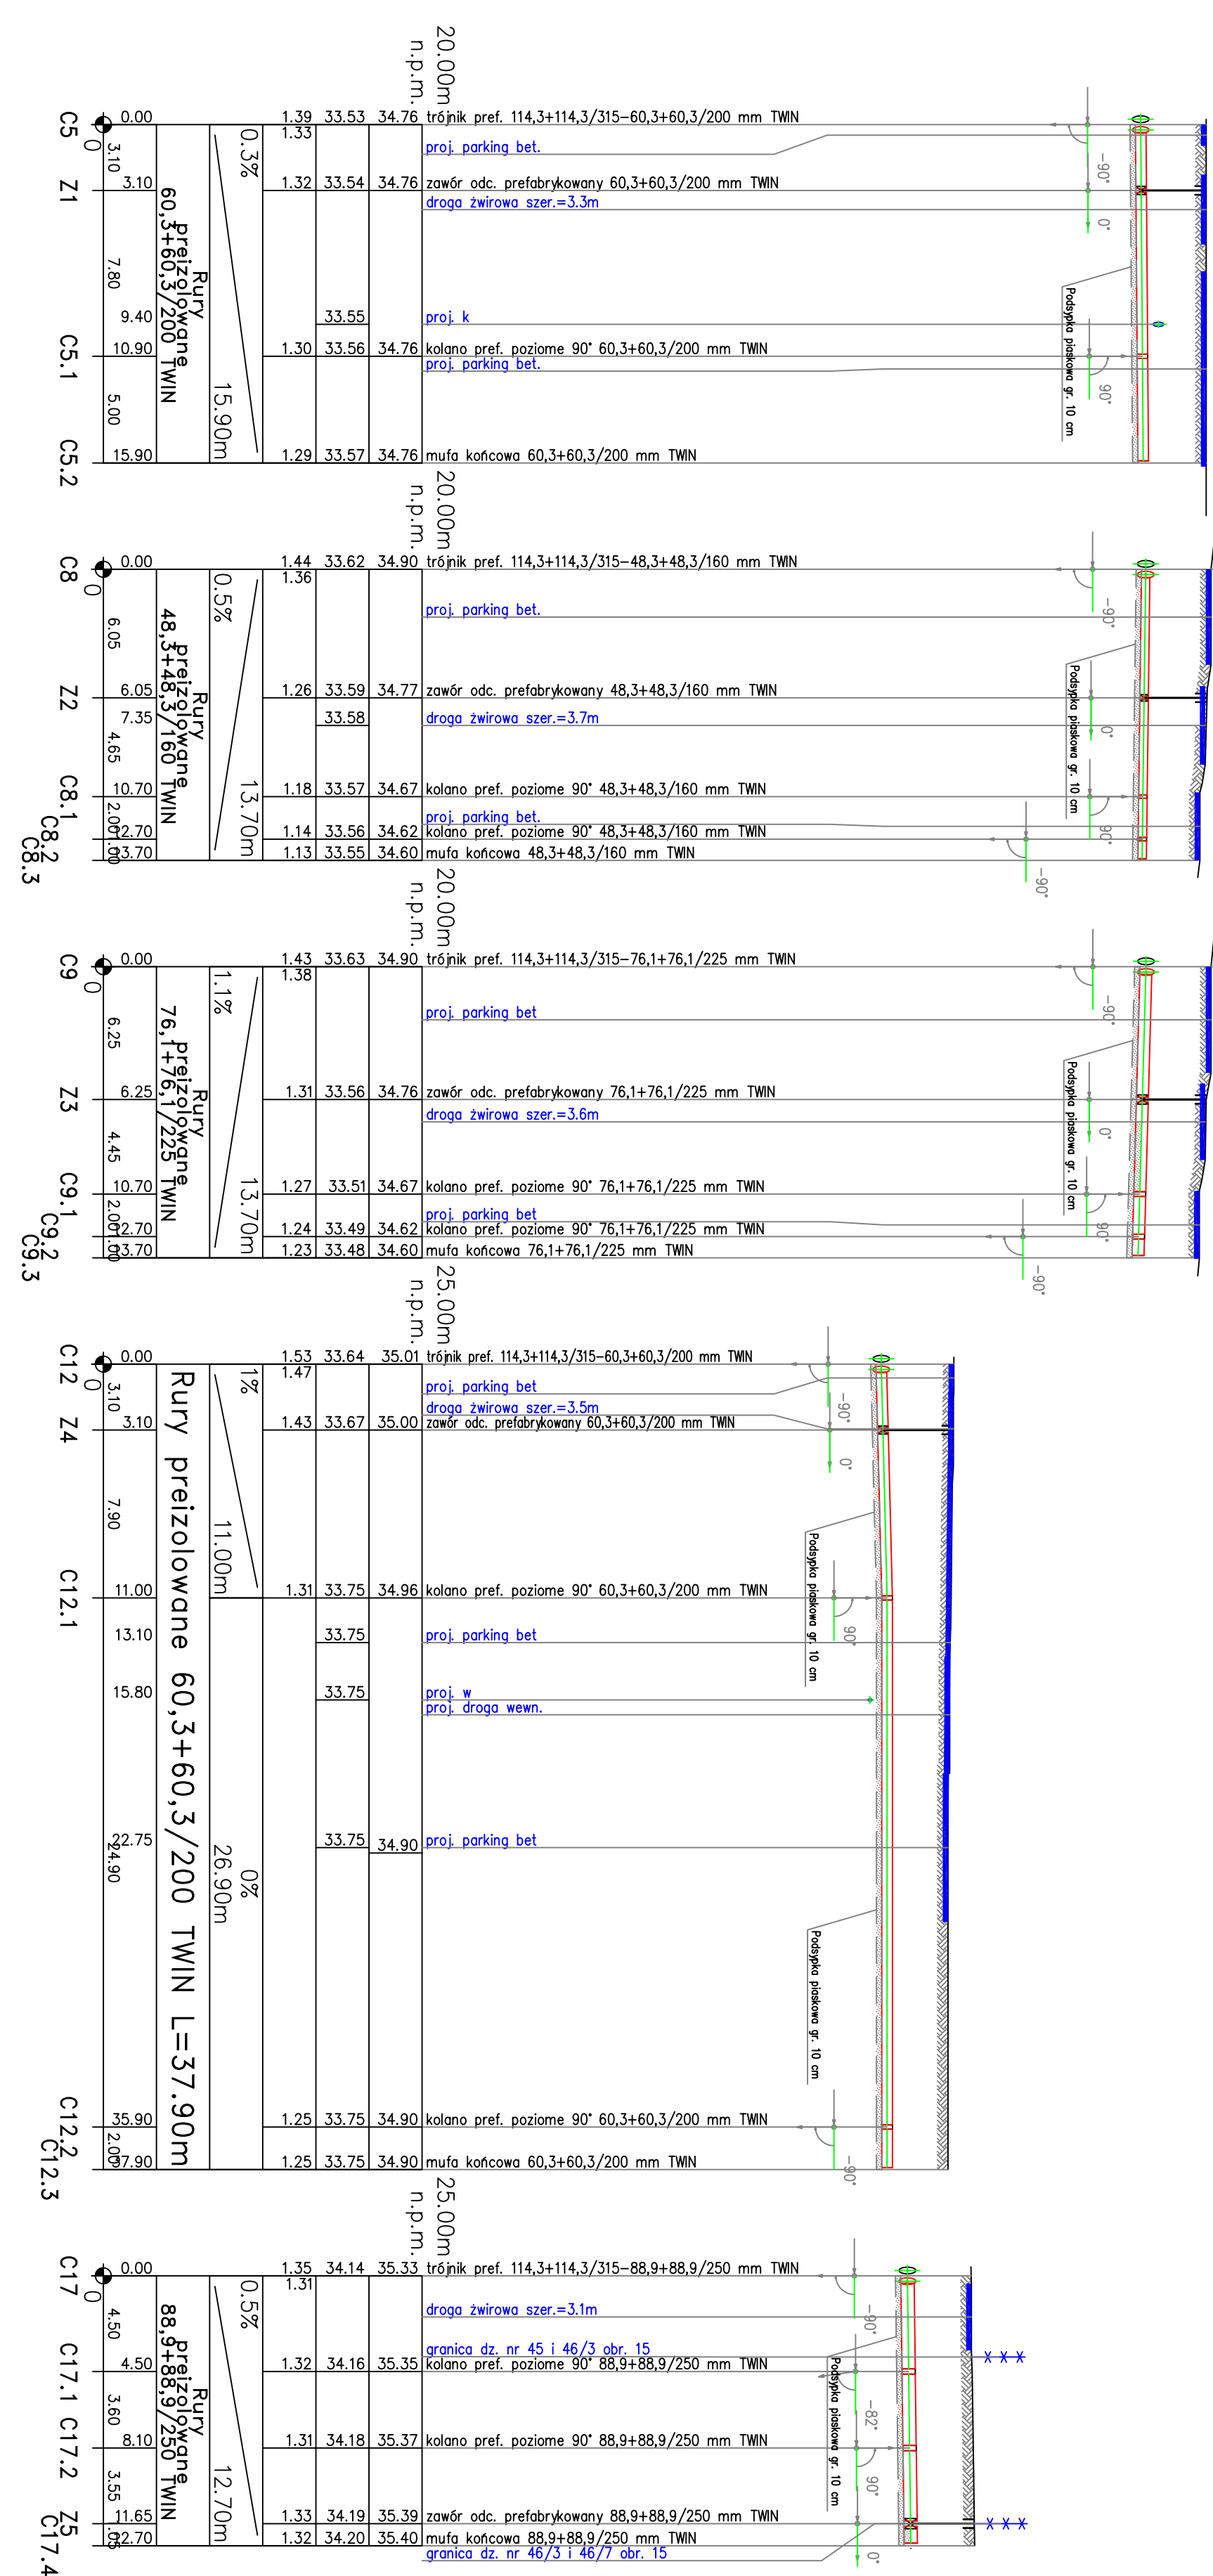 20.00m
n.p.m.
34.76 trójnik pref. 114,3+114,3/315-60,3+60,3/200 mm TWIN
33.53
1.39
1.33
0.00
C5
0
proj. parking bet.
-90°
3.10
34.76 zawór odc. prefabrykowany 60,3+60,3/200 mm TWIN
33.54
1.32
3.10
Z1
droga żwirowa szer.=3.3m
0°
0.3%
15.90m
Rury
preizolowane
60,3+60,3/200 TWIN
7.80
Podsypka piaskowa gr. 10 cm
proj. k
33.55
9.40
34.76 kolano pref. poziome 90° 60,3+60,3/200 mm TWIN
33.56
1.30
10.90
C5.1
proj. parking bet.
90°
5.00
34.76 mufa końcowa 60,3+60,3/200 mm TWIN
33.57
1.29
15.90
C5.2
20.00m
n.p.m.
34.90 trójnik pref. 114,3+114,3/315-48,3+48,3/160 mm TWIN
33.62
1.44
1.36
0.00
C8
0
proj. parking bet.
-90°
6.05
0.5%
13.70m
Rury
preizolowane
48,3+48,3/160 TWIN
Podsypka piaskowa gr. 10 cm
34.77 zawór odc. prefabrykowany 48,3+48,3/160 mm TWIN
33.59
1.26
6.05
Z2
droga żwirowa szer.=3.7m
33.58
7.35
0°
4.65
34.67 kolano pref. poziome 90° 48,3+48,3/160 mm TWIN
33.57
1.18
10.70
C8.1
proj. parking bet.
90°
2.00
34.62 kolano pref. poziome 90° 48,3+48,3/160 mm TWIN
33.56
1.14
12.70
C8.2
1.00
34.60 mufa końcowa 48,3+48,3/160 mm TWIN
33.55
1.13
13.70
C8.3
-90°
20.00m
n.p.m.
34.90 trójnik pref. 114,3+114,3/315-76,1+76,1/225 mm TWIN
33.63
1.43
1.38
0.00
C9
0
proj. parking bet
-90°
6.25
1.1%
13.70m
Rury
preizolowane
76,1+76,1/225 TWIN
Podsypka piaskowa gr. 10 cm
34.76 zawór odc. prefabrykowany 76,1+76,1/225 mm TWIN
33.56
1.31
6.25
Z3
droga żwirowa szer.=3.6m
0°
4.45
34.67 kolano pref. poziome 90° 76,1+76,1/225 mm TWIN
33.51
1.27
10.70
C9.1
proj. parking bet
90°
2.00
34.62 kolano pref. poziome 90° 76,1+76,1/225 mm TWIN
33.49
1.24
12.70
C9.2
1.00
34.60 mufa końcowa 76,1+76,1/225 mm TWIN
33.48
1.23
13.70
C9.3
-90°
25.00m
n.p.m.
35.01 trójnik pref. 114,3+114,3/315-60,3+60,3/200 mm TWIN
33.64
1.53
1.47
0.00
C12
0
proj. parking bet
-90°
3.10
droga żwirowa szer.=3.5m
35.00 zawór odc. prefabrykowany 60,3+60,3/200 mm TWIN
33.67
1.43
3.10
Z4
0°
1%
11.00m
Rury preizolowane 60,3+60,3/200 TWIN L=37.90m
7.90
Podsypka piaskowa gr. 10 cm
34.96 kolano pref. poziome 90° 60,3+60,3/200 mm TWIN
33.75
1.31
11.00
C12.1
90°
proj. parking bet
33.75
13.10
proj. w
33.75
15.80
proj. droga wewn.
proj. parking bet
34.90
33.75
22.75
24.90
0%
26.90m
Podsypka piaskowa gr. 10 cm
34.90 kolano pref. poziome 90° 60,3+60,3/200 mm TWIN
33.75
1.25
35.90
C12.2
2.00
34.90 mufa końcowa 60,3+60,3/200 mm TWIN
33.75
1.25
37.90
C12.3
-90°
25.00m
n.p.m.
35.33 trójnik pref. 114,3+114,3/315-88,9+88,9/250 mm TWIN
34.14
1.35
1.31
0.00
C17
0
droga żwirowa szer.=3.1m
-90°
4.50
0.5%
12.70m
Rury
preizolowane
88,9+88,9/250 TWIN
granica dz. nr 45 i 46/3 obr. 15
35.35 kolano pref. poziome 90° 88,9+88,9/250 mm TWIN
34.16
1.32
4.50
C17.1
Podsypka piaskowa gr. 10 cm
-82°
3.60
35.37 kolano pref. poziome 90° 88,9+88,9/250 mm TWIN
34.18
1.31
8.10
C17.2
90°
3.55
35.39 zawór odc. prefabrykowany 88,9+88,9/250 mm TWIN
34.19
1.33
11.65
Z5
1.05
35.40 mufa końcowa 88,9+88,9/250 mm TWIN
34.20
1.32
12.70
C17.4
granica dz. nr 46/3 i 46/7 obr. 15
0°